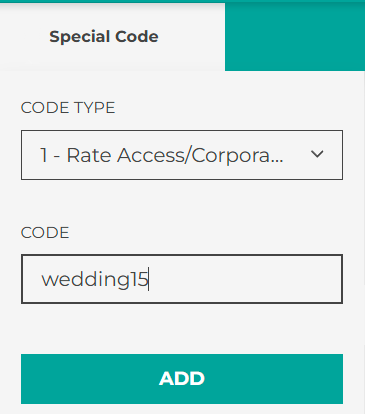 Special Code
CODE TYPE
1 - Rate Access/Corpora...
CODE
wedding15
ADD